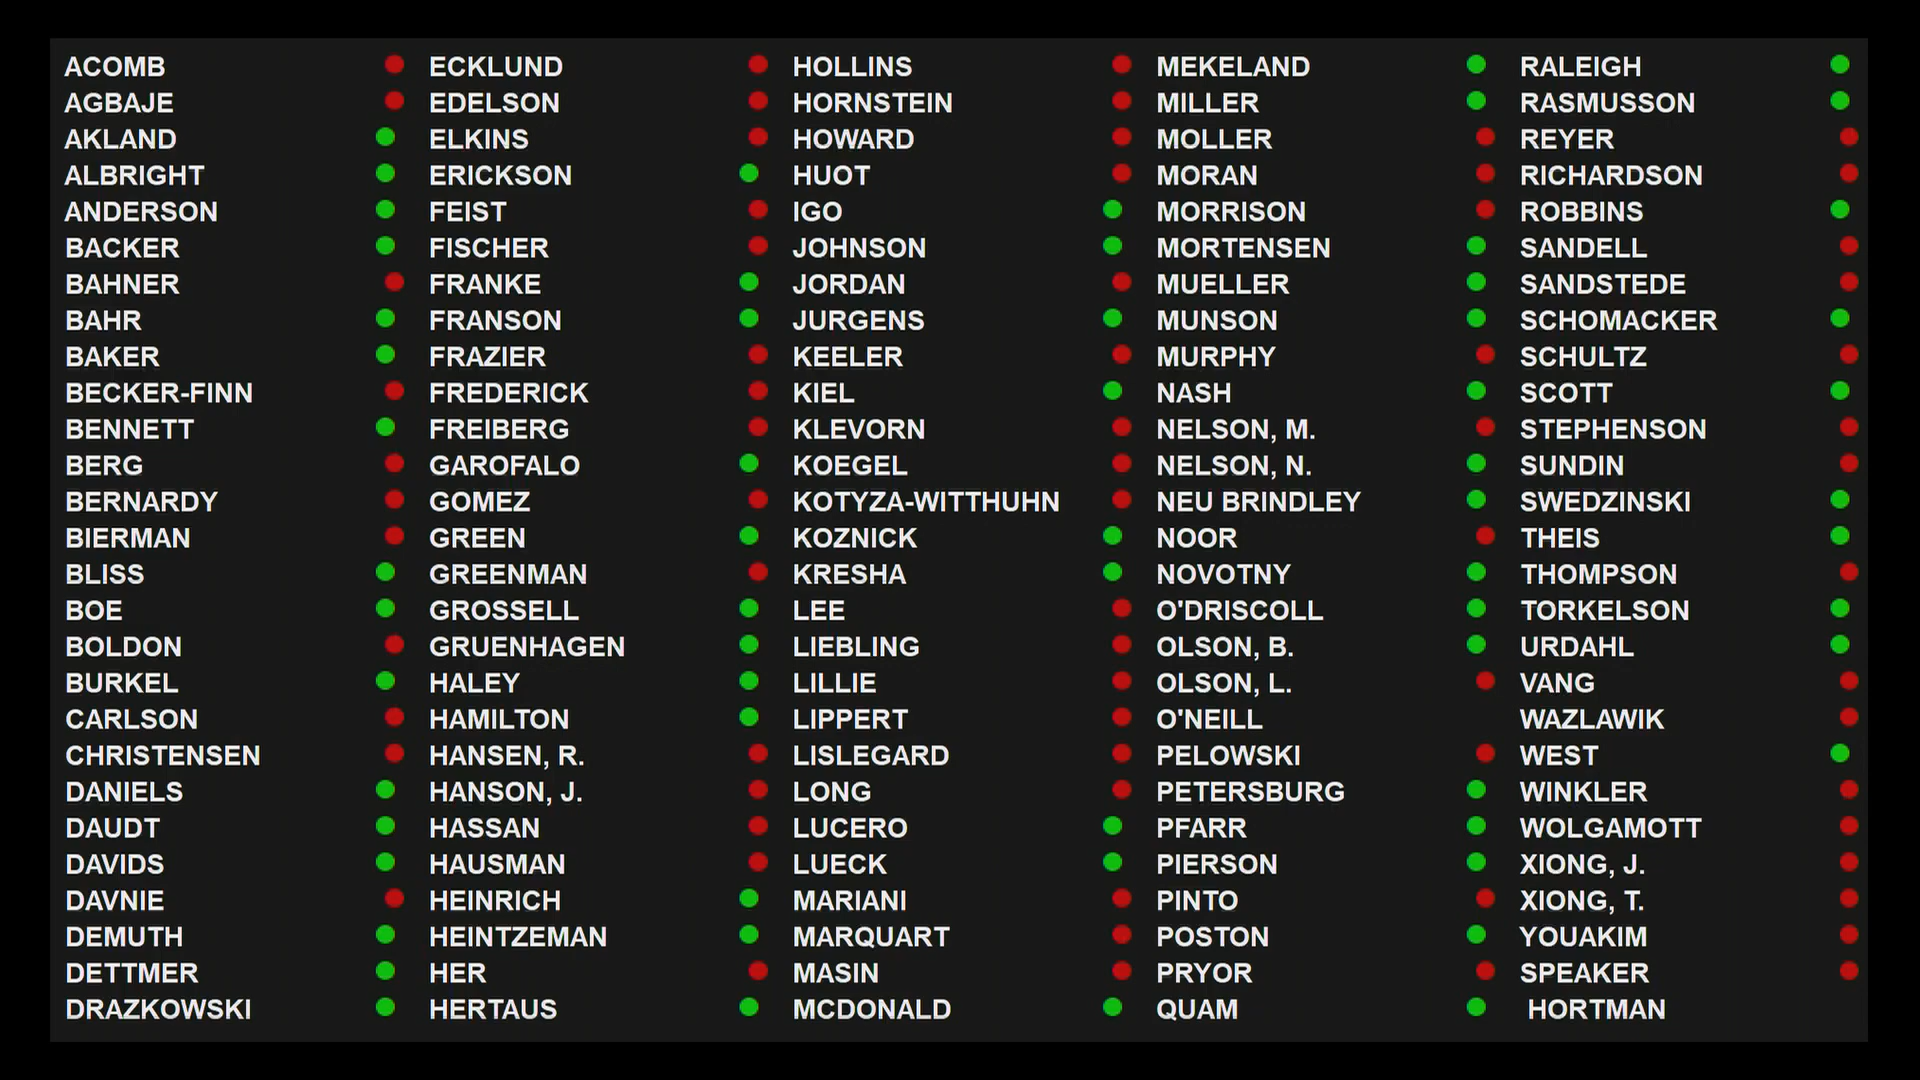 ACOMB
AGBAJE
AKLAND
ALBRIGHT
ANDERSON
BACKER
BAHNER
BAHR
BAKER
BECKER-FINN
BENNETT
BERG
BERNARDY
BIERMAN
BLISS
BOE
BOLDON
BURKEL
CARLSON
CHRISTENSEN
DANIELS
DAUDT
DAVIDS
DAVNIE
DEMUTH
DETTMER
DRAZKOWSKI
ECKLUND
EDELSON
ELKINS
ERICKSON
FEIST
FISCHER
FRANKE
FRANSON
FRAZIER
FREDERICK
FREIBERG
GAROFALO
GOMEZ
GREEN
GREENMAN
GROSSELL
GRUENHAGEN
HALEY
HAMILTON
HANSEN, R.
HANSON, J.
HASSAN
HAUSMAN
HEINRICH
HEINTZEMAN
HER
HERTAUS
HOLLINS
HORNSTEIN
HOWARD
HUOT
IGO
JOHNSON
JORDAN
JURGENS
KEELER
KIEL
KLEVORN
KOEGEL
KOTYZA-WITTHUHN
KOZNICK
KRESHA
LEE
LIEBLING
LILLIE
LIPPERT
LISLEGARD
LONG
LUCERO
LUECK
MARIANI
MARQUART
MASIN
MCDONALD
MEKELAND
MILLER
MOLLER
MORAN
MORRISON
MORTENSEN
MUELLER
MUNSON
MURPHY
NASH
NELSON, M.
NELSON, N.
NEU BRINDLEY
NOOR
NOVOTNY
O'DRISCOLL
OLSON, B.
OLSON, L.
O'NEILL
PELOWSKI
PETERSBURG
PFARR
PIERSON
PINTO
POSTON
PRYOR
QUAM
RALEIGH
RASMUSSON
REYER
RICHARDSON
ROBBINS
SANDELL
SANDSTEDE
SCHOMACKER
SCHULTZ
SCOTT
STEPHENSON
SUNDIN
SWEDZINSKI
THEIS
THOMPSON
TORKELSON
URDAHL
VANG
WAZLAWIK
WEST
WINKLER
WOLGAMOTT
XIONG, J.
XIONG, T.
YOUAKIM
SPEAKER
HORTMAN